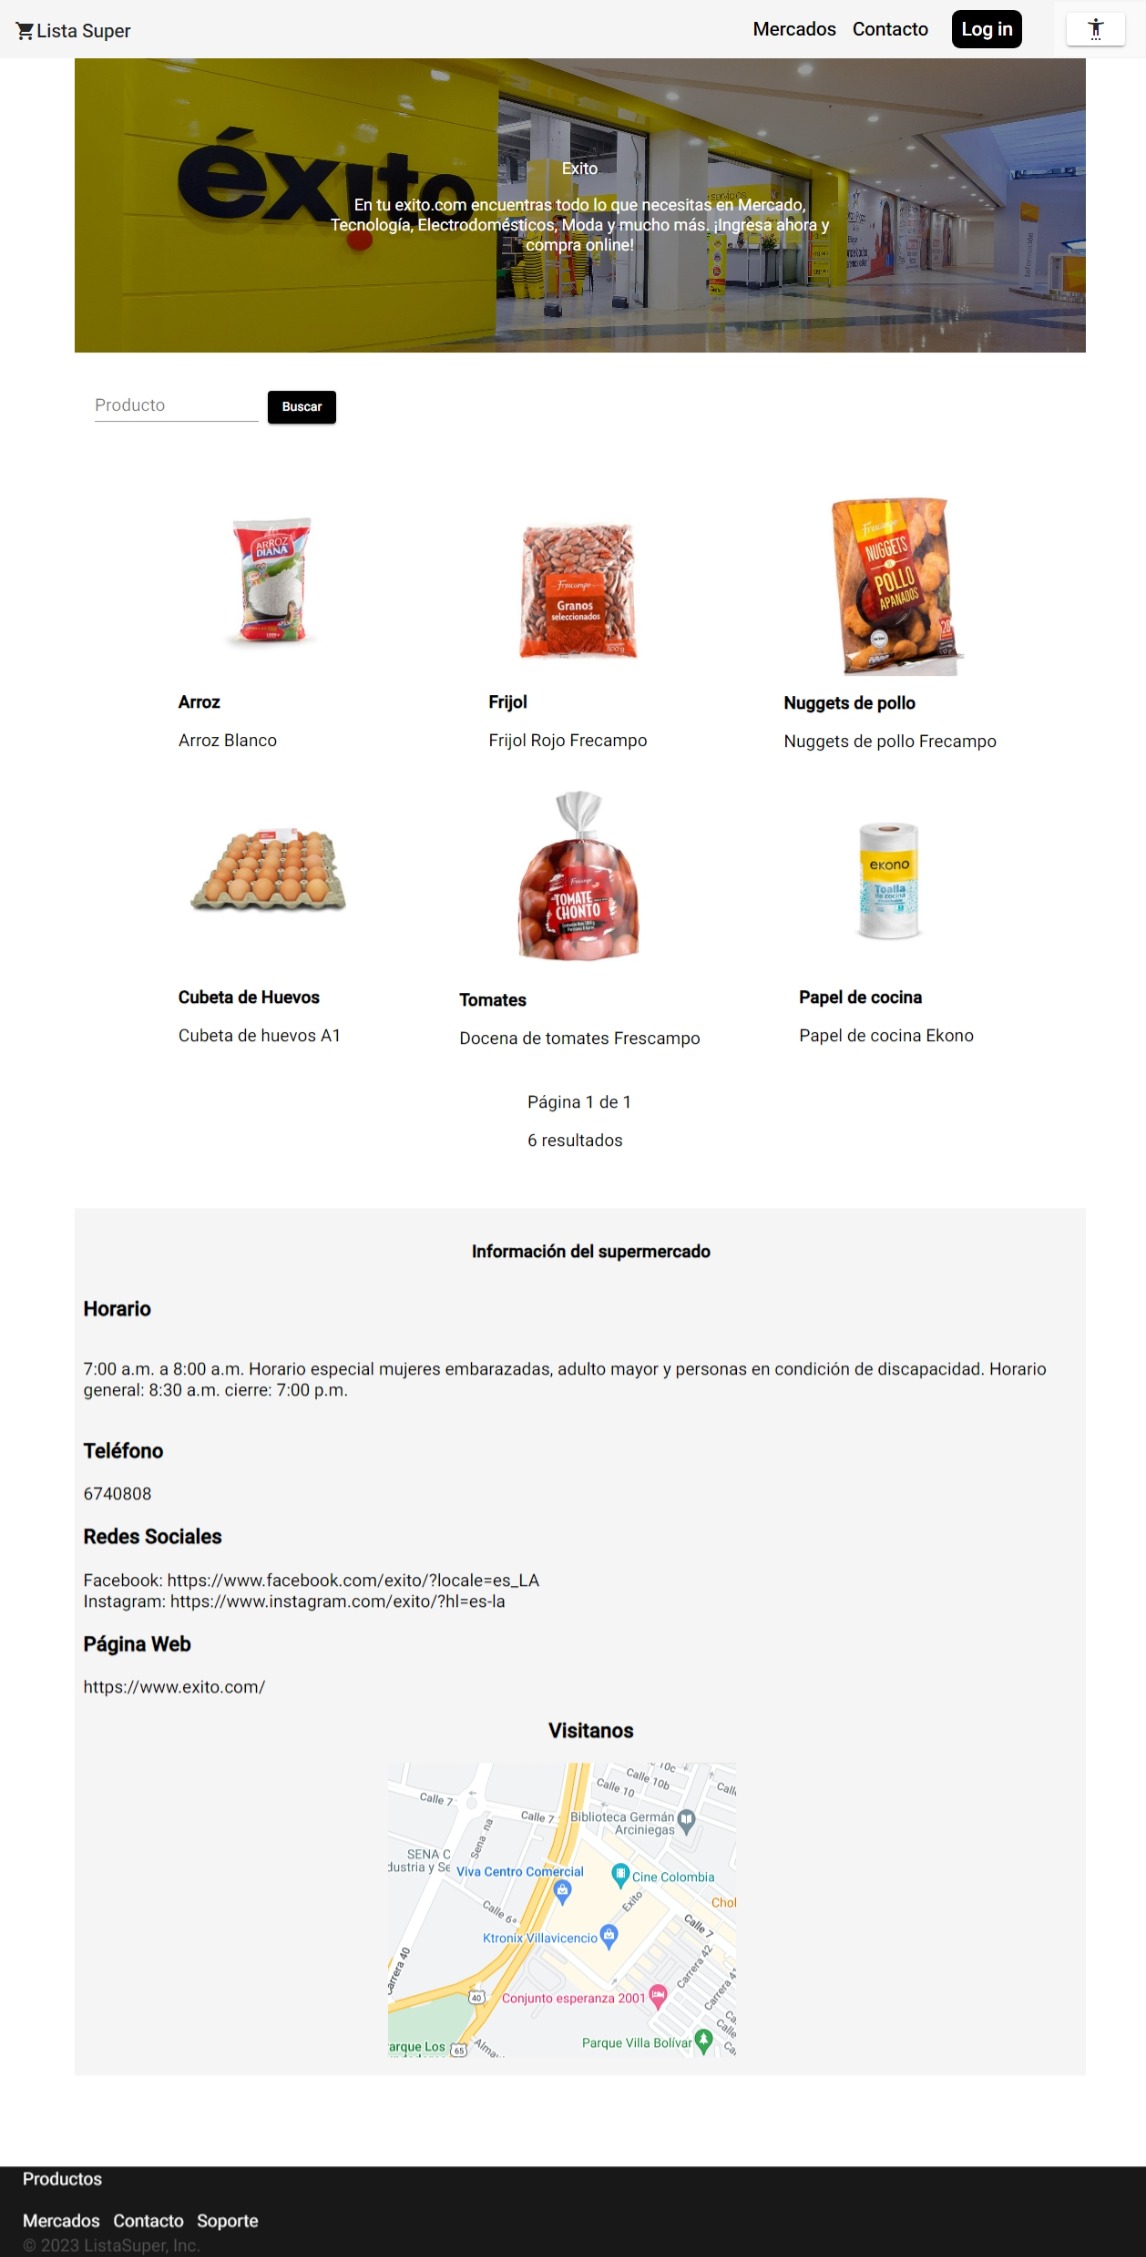 Lista Super
Mercados Contacto Log in
éxito
servicios
Exito
En tu exito.com encuentras todo lo que necesitas en Mercado,
Tecnología, Electrodomésticos, Moda y mucho más. ¡Ingresa ahora y
compra online!
Producto
Buscar
ARROZ
DIANA
Frescampo
Granos
seleccionados
500 g
Frescampo
NUGGETS
POLLO
APANADOS
Arroz
Arroz Blanco
Frijol
Frijol Rojo Frecampo
Nuggets de pollo
Nuggets de pollo Frecampo
Frescampo
TOMATE
CHONTO
ekono
Toalla
de cocina
Cubeta de Huevos
Cubeta de huevos A1
Tomates
Docena de tomates Frescampo
Papel de cocina
Papel de cocina Ekono
Página 1 de 1
6 resultados
Información del supermercado
Horario
7:00 a.m. a 8:00 a.m. Horario especial mujeres embarazadas, adulto mayor y personas en condición de discapacidad. Horario
general: 8:30 a.m. cierre: 7:00 p.m.
Teléfono
6740808
Redes Sociales
Facebook: https://www.facebook.com/exito/?locale=es_LA
Instagram: https://www.instagram.com/exito/?hl=es-la
Página Web
https://www.exito.com/
Visitanos
Calle 10c
Calle 10b
Calle 10
Calle 7
Calle 7
Biblioteca Germán
Arciniegas
Sena na
SENA C
dustria y Se
Viva Centro Comercial
Cine Colombia
Chol
Exito
Calle 6ª
Calle 7
Ktronix Villavicencio
Carrera 40
Carrera 42
Carrera 41
40
Conjunto esperanza 2001
Calle
Parque Villa Bolívar
arque Los
65
Alma
Productos
Mercados Contacto Soporte
© 2023 ListaSuper, Inc.